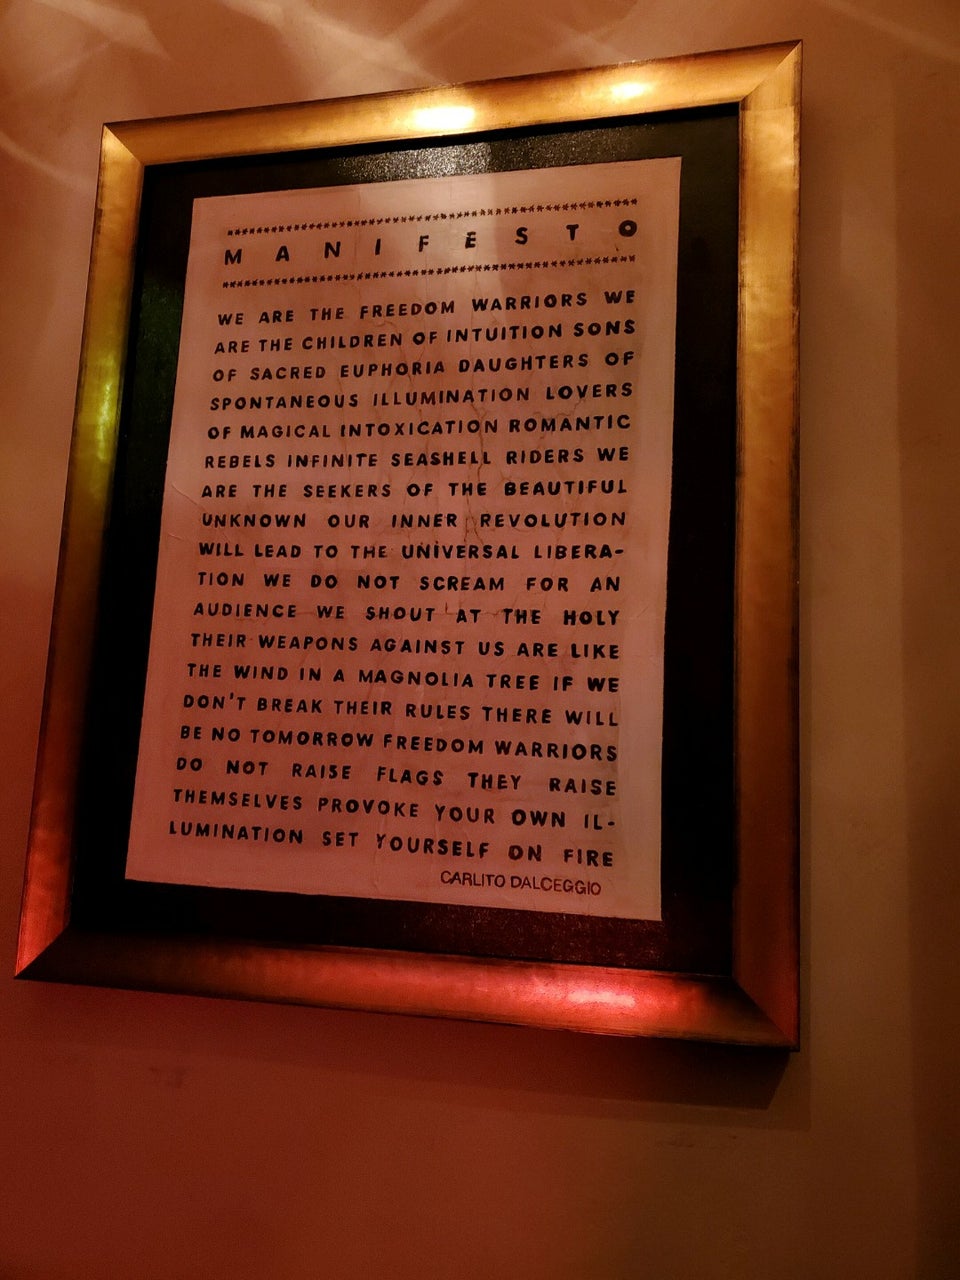 ****************************************************
MANIFESTO
****************************************************
WE ARE THE FREEDOM WARRIORS WE
ARE THE CHILDREN OF INTUITION SONS
OF SACRED EUPHORIA DAUGHTERS OF
SPONTANEOUS ILLUMINATION LOVERS
OF MAGICAL INTOXICATION ROMANTIC
REBELS INFINITE SEASHELL RIDERS WE
ARE THE SEEKERS OF THE BEAUTIFUL
UNKNOWN OUR INNER REVOLUTION
WILL LEAD TO THE UNIVERSAL LIBERA-
TION WE DO NOT SCREAM FOR AN
AUDIENCE WE SHOUT AT THE HOLY
THEIR WEAPONS AGAINST US ARE LIKE
THE WIND IN A MAGNOLIA TREE IF WE
DON'T BREAK THEIR RULES THERE WILL
BE NO TOMORROW FREEDOM WARRIORS
DO NOT RAISE FLAGS THEY RAISE
THEMSELVES PROVOKE YOUR OWN IL-
LUMINATION SET YOURSELF ON FIRE
CARLITO DALCEGGIO